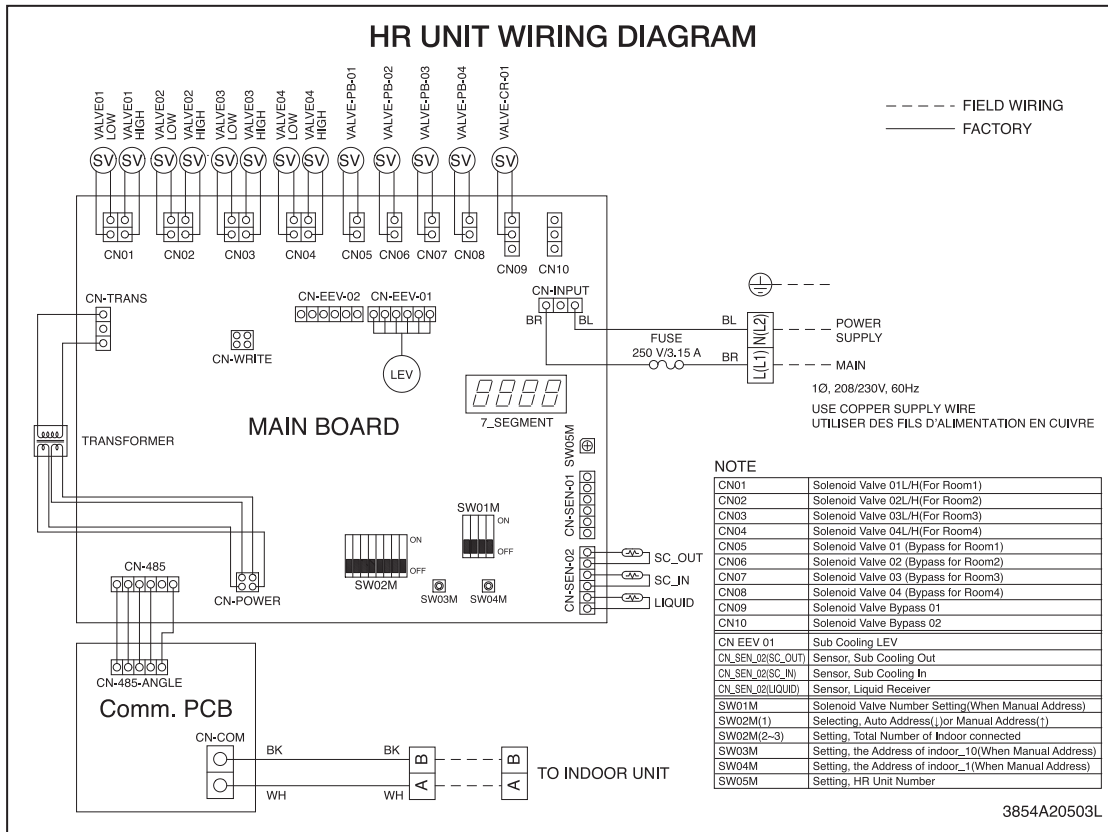 HR UNIT WIRING DIAGRAM
VALVE01 LOW
VALVE01 HIGH
VALVE02 LOW
VALVE02 HIGH
VALVE03 LOW
VALVE03 HIGH
VALVE04 LOW
VALVE04 HIGH
VALVE-PB-01
VALVE-PB-02
VALVE-PB-03
VALVE-PB-04
VALVE-CR-01
FIELD WIRING
FACTORY
SV SV SV SV SV SV SV SV SV SV SV SV SV
CN01 CN02 CN03 CN04 CN05 CN06 CN07 CN08 CN09 CN10
CN-TRANS
CN-EEV-02 CN-EEV-01
CN-INPUT
BR BL
CN-WRITE
LEV
FUSE
250 V/3.15 A
BL
BR
N(L2)
L(L1)
POWER
SUPPLY
MAIN
1Ø, 208/230V, 60Hz
USE COPPER SUPPLY WIRE
UTILISER DES FILS D'ALIMENTATION EN CUIVRE
7_SEGMENT
MAIN BOARD
TRANSFORMER
SW05M
CN-SEN-01
SW01M
ON
OFF
ON
OFF
SW02M
SW03M
SW04M
CN-SEN-02
SC_OUT
SC_IN
LIQUID
CN-485
CN-POWER
CN-485-ANGLE
Comm. PCB
CN-COM
BK BK B B
WH WH A A
TO INDOOR UNIT
NOTE
CN01 Solenoid Valve 01L/H(For Room1)
CN02 Solenoid Valve 02L/H(For Room2)
CN03 Solenoid Valve 03L/H(For Room3)
CN04 Solenoid Valve 04L/H(For Room4)
CN05 Solenoid Valve 01 (Bypass for Room1)
CN06 Solenoid Valve 02 (Bypass for Room2)
CN07 Solenoid Valve 03 (Bypass for Room3)
CN08 Solenoid Valve 04 (Bypass for Room4)
CN09 Solenoid Valve Bypass 01
CN10 Solenoid Valve Bypass 02
CN EEV 01 Sub Cooling LEV
CN_SEN_02(SC_OUT) Sensor, Sub Cooling Out
CN_SEN_02(SC_IN) Sensor, Sub Cooling In
CN_SEN_02(LIQUID) Sensor, Liquid Receiver
SW01M Solenoid Valve Number Setting(When Manual Address)
SW02M(1) Selecting, Auto Address(↓)or Manual Address(↑)
SW02M(2~3) Setting, Total Number of Indoor connected
SW03M Setting, the Address of indoor_10(When Manual Address)
SW04M Setting, the Address of indoor_1(When Manual Address)
SW05M Setting, HR Unit Number
3854A20503L